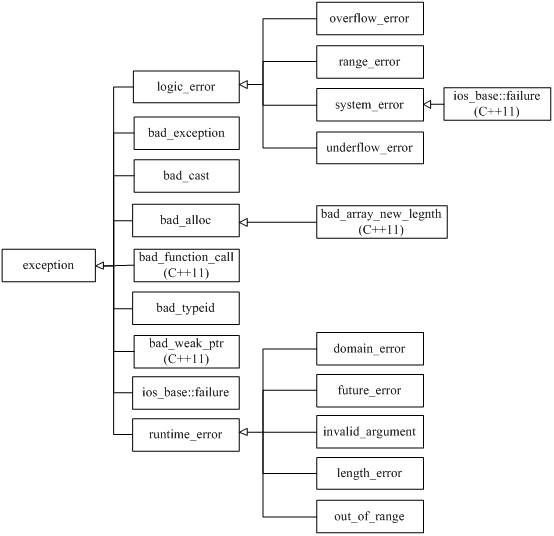 overflow_error
range_error
logic_error
system_error
ios_base::failure
(C++11)
bad_exception
underflow_error
bad_cast
bad_alloc
bad_array_new_legnth
(C++11)
exception
bad_function_call
(C++11)
bad_typeid
bad_weak_ptr
(C++11)
domain_error
ios_base::failure
future_error
runtime_error
invalid_argument
length_error
out_of_range